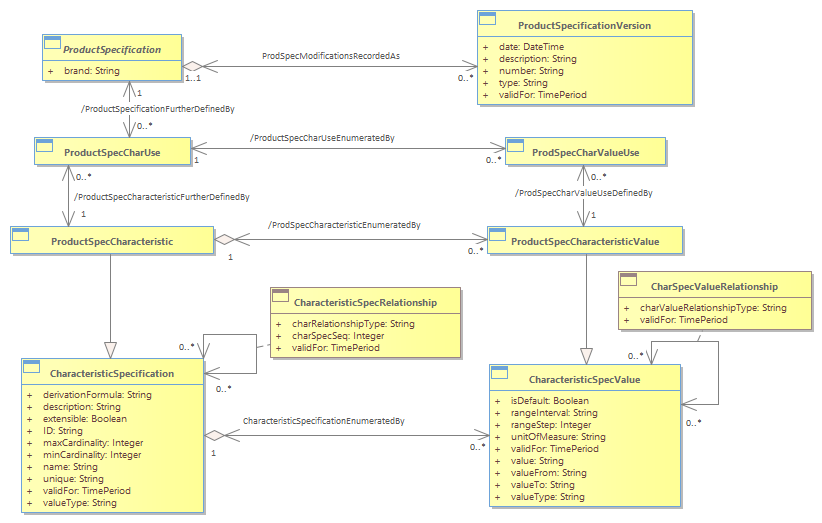 ProductSpecification
+ brand: String
ProdSpecModificationsRecordedAs
1..1
0..*
ProductSpecificationVersion
+ date: DateTime
+ description: String
+ number: String
+ type: String
+ validFor: TimePeriod
1
/ProductSpecificationFurtherDefinedBy
0..*
ProductSpecCharUse
/ProductSpecCharUseEnumeratedBy
1
0..*
ProdSpecCharValueUse
0..*
/ProductSpecCharacteristicFurtherDefinedBy
1
0..*
/ProdSpecCharValueUseDefinedBy
1
ProductSpecCharacteristic
/ProdSpecCharacteristicEnumeratedBy
1
0..*
ProductSpecCharacteristicValue
CharacteristicSpecRelationship
+ charRelationshipType: String
+ charSpecSeq: Integer
+ validFor: TimePeriod
CharSpecValueRelationship
+ charValueRelationshipType: String
+ validFor: TimePeriod
0..*
0..*
CharacteristicSpecification
+ derivationFormula: String
+ description: String
+ extensible: Boolean
+ ID: String
+ maxCardinality: Integer
+ minCardinality: Integer
+ name: String
+ unique: String
+ validFor: TimePeriod
+ valueType: String
CharacteristicSpecificationEnumeratedBy
1
0..*
0..*
0..*
CharacteristicSpecValue
+ isDefault: Boolean
+ rangeInterval: String
+ rangeStep: Integer
+ unitOfMeasure: String
+ validFor: TimePeriod
+ value: String
+ valueFrom: String
+ valueTo: String
+ valueType: String